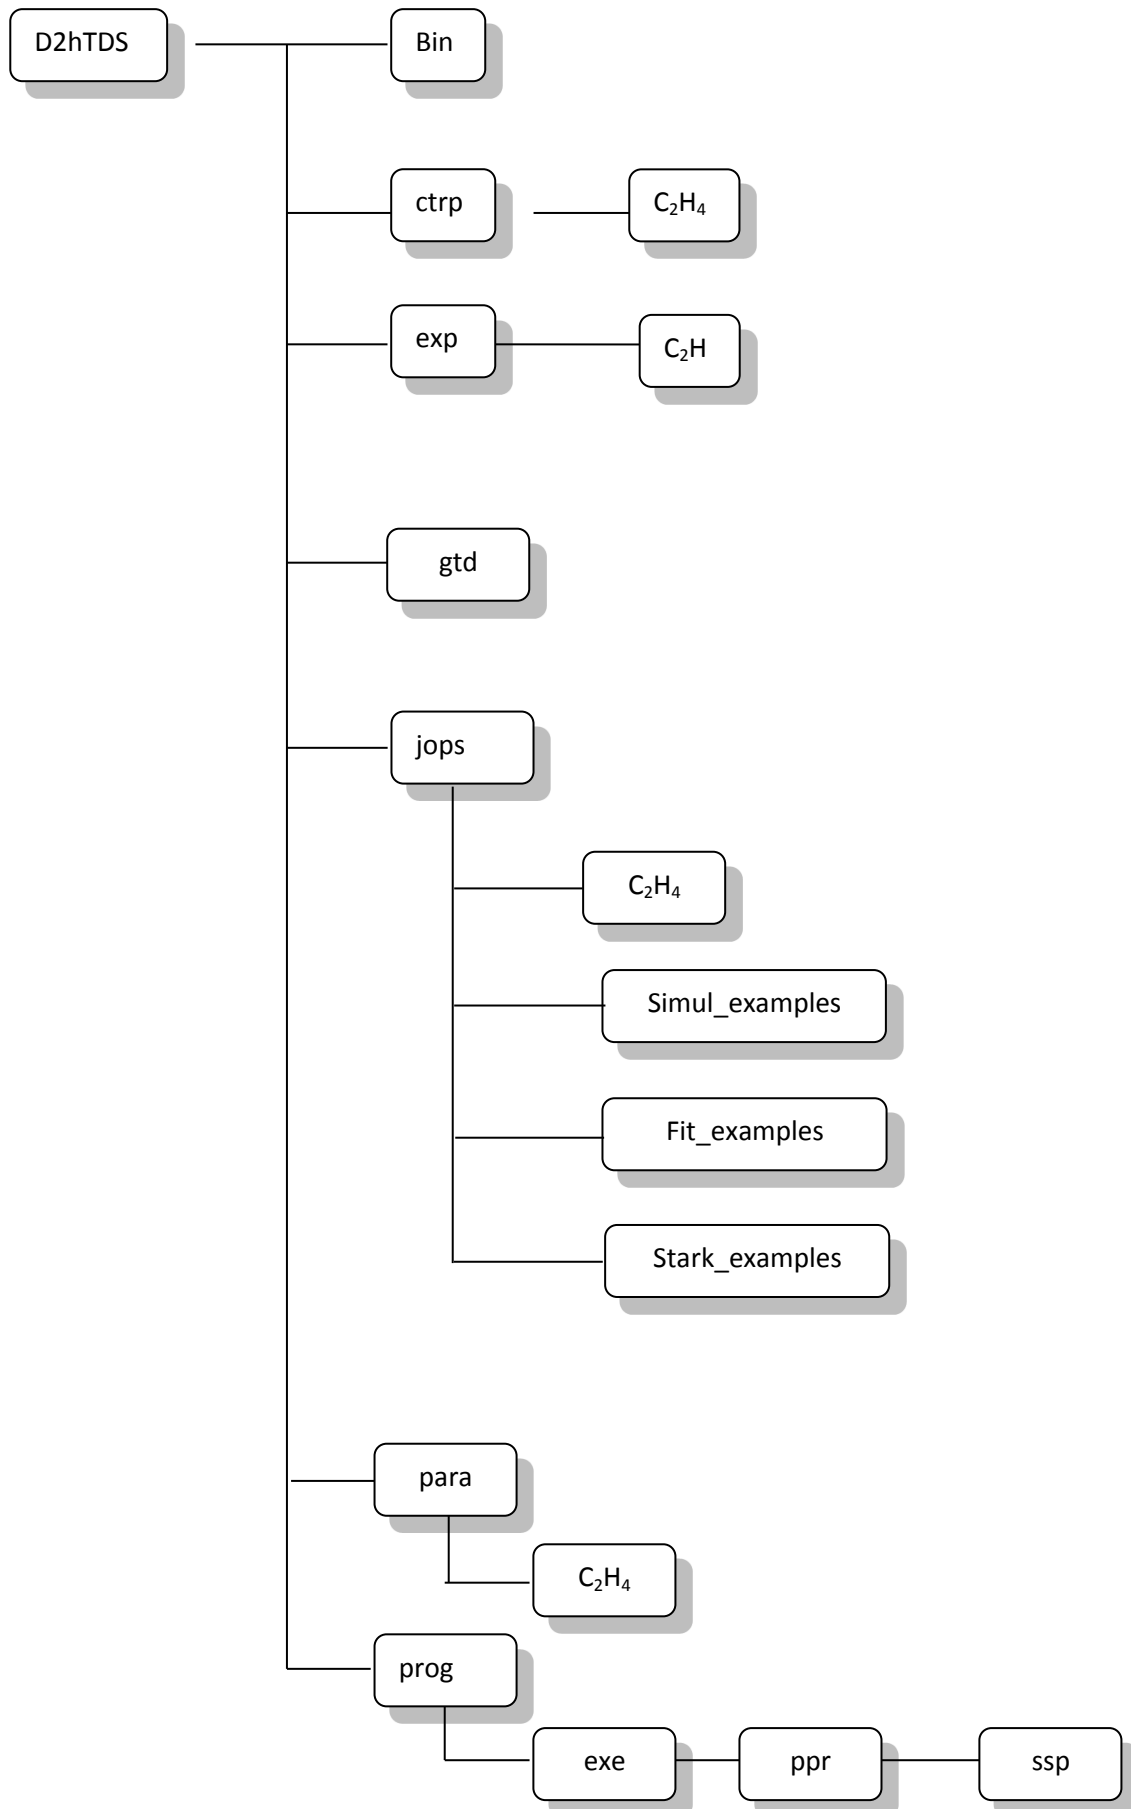 D2hTDS
Bin
ctrp
C₂H₄
exp
C₂H
gtd
jops
C₂H₄
Simul_examples
Fit_examples
Stark_examples
para
C₂H₄
prog
exe
ppr
ssp